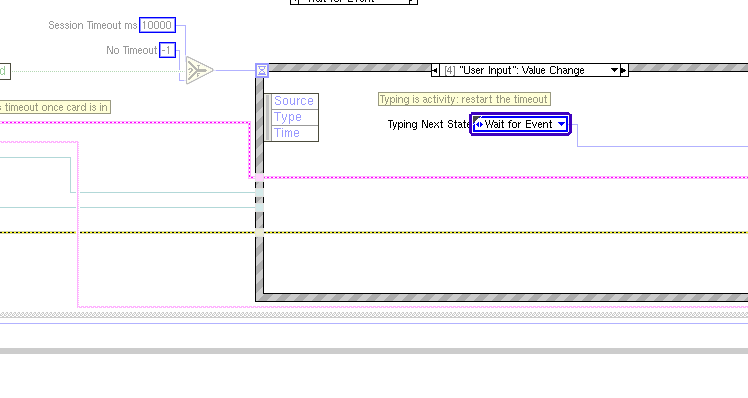 Wait for Event
Session Timeout ms 10000
No Timeout -1
d
[4] "User Input": Value Change
s timeout once card is in
Source
Type
Time
Typing is activity: restart the timeout
Typing Next State Wait for Event